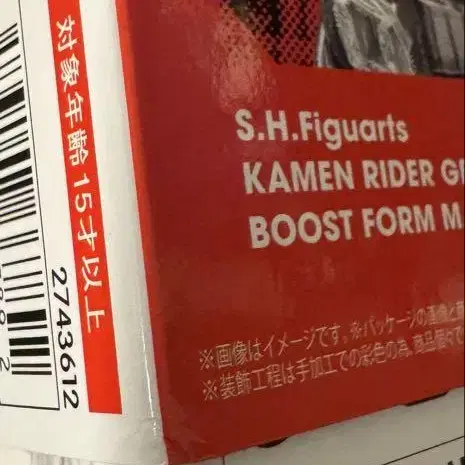 対象年齢15才以上
2743612
S.H.Figuarts
KAMEN RIDER
BOOST FORM
※画像はイメージです。※パッケージの画像と
※装飾工程は手加工での彩色の為、商品個々で